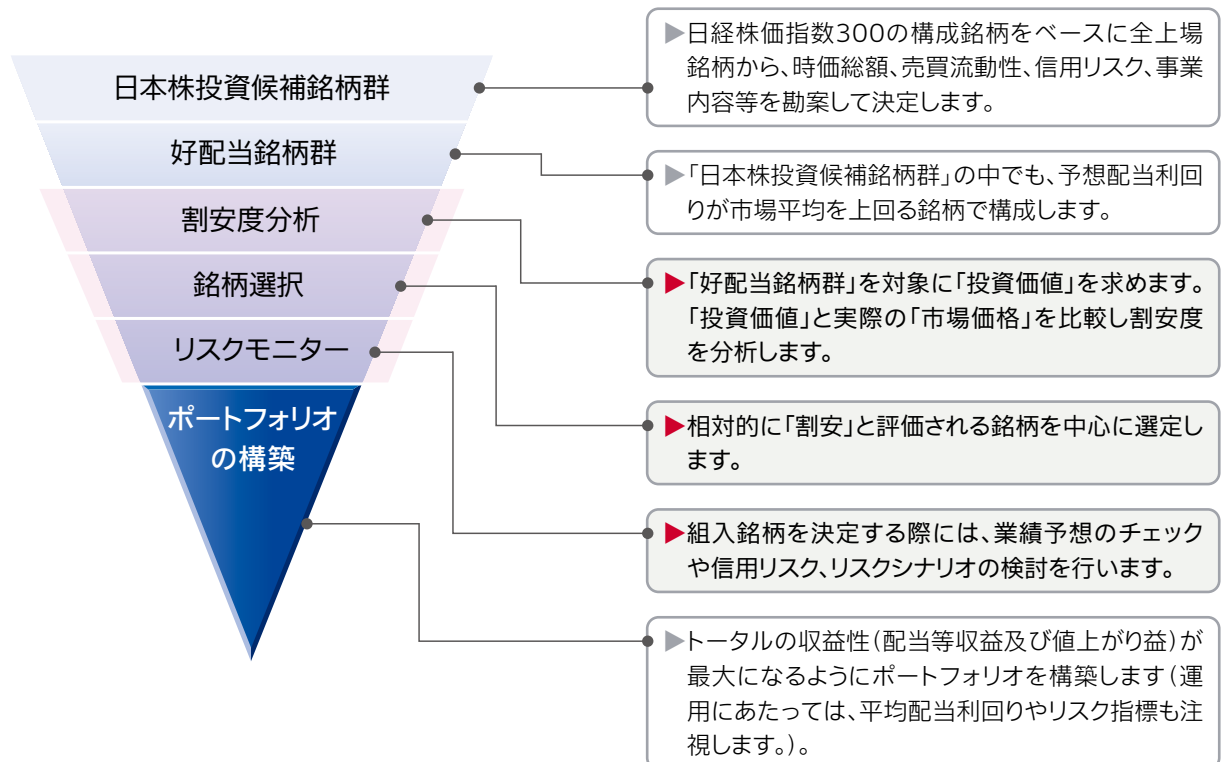 日本株投資候補銘柄群
好配当銘柄群
割安度分析
銘柄選択
リスクモニター
ポートフォリオ
の構築
▶日経株価指数300の構成銘柄をベースに全上場
銘柄から、時価総額、売買流動性、信用リスク、事業
内容等を勘案して決定します。
▶「日本株投資候補銘柄群」の中でも、予想配当利回
りが市場平均を上回る銘柄で構成します。
▶「好配当銘柄群」を対象に「投資価値」を求めます。
「投資価値」と実際の「市場価格」を比較し割安度
を分析します。
▶相対的に「割安」と評価される銘柄を中心に選定し
ます。
▶組入銘柄を決定する際には、業績予想のチェック
や信用リスク、リスクシナリオの検討を行います。
▶トータルの収益性(配当等収益及び値上がり益)が
最大になるようにポートフォリオを構築します(運
用にあたっては、平均配当利回りやリスク指標も注
視します。)。